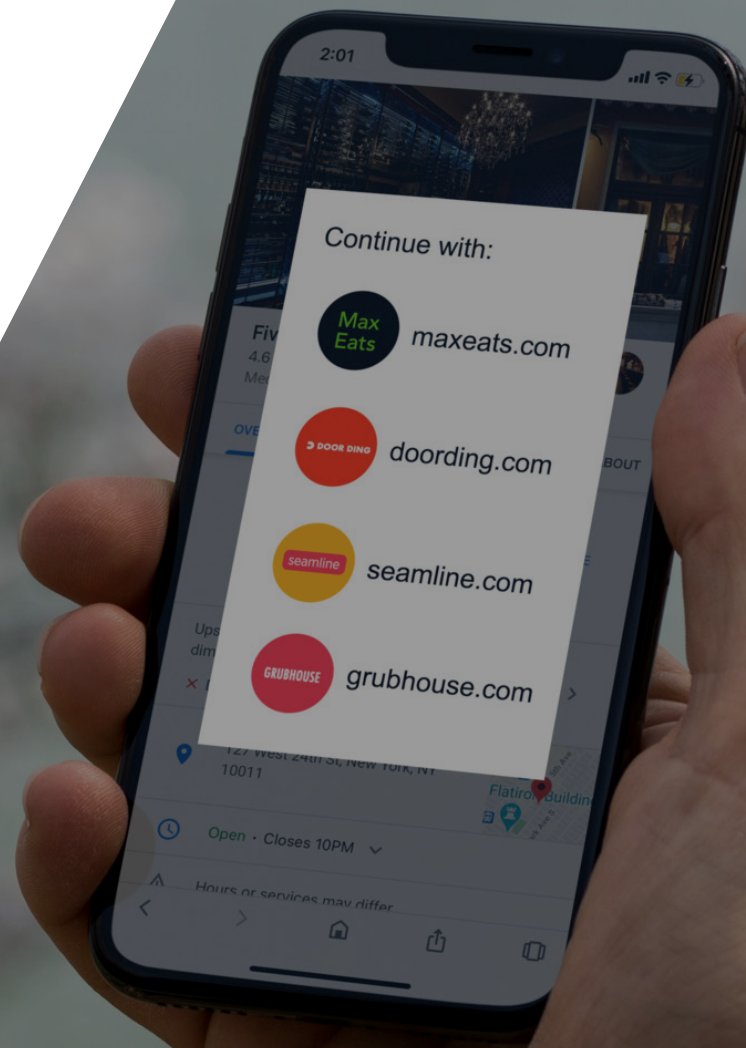 2:01
Continue with:
Max
Eats
maxeats.com
DOOR DING
doording.com
seamline
seamline.com
GRUBHOUSE
grubhouse.com
Fiv
4.6
OVE
BOUT
Ups
dim
127 West 24th St, New York, NY
10011
Flatiron Building
5th Ave
Open · Closes 10PM
Hours or services may differ